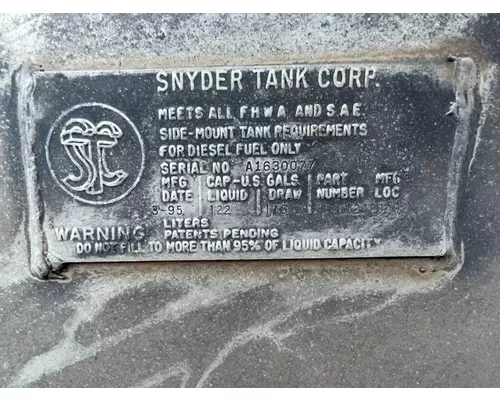 SNYDER TANK CORP.
MEETS ALL F.H.W.A. AND S.A.E.
SIDE-MOUNT TANK REQUIREMENTS
FOR DIESEL FUEL ONLY
SERIAL NO A1630077
MFG CAP-U.S GALS. PART MFG
DATE LIQUID DRAW NUMBER LOC
3-95 122
LITERS
WARNING PATENTS PENDING
DO NOT FILL TO MORE THAN 95% OF LIQUID CAPACITY